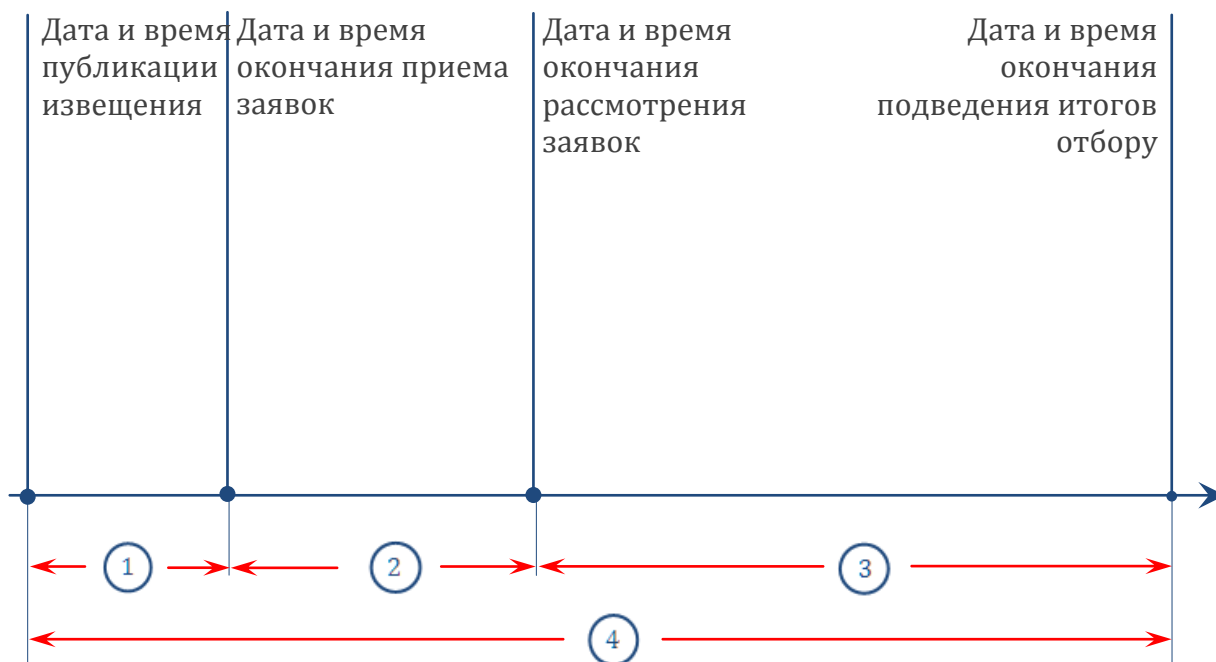 Дата и время
публикации
извещения
Дата и время
окончания приема
заявок
Дата и время
окончания
рассмотрения
заявок
Дата и время
окончания
подведения итогов
отбору
1
2
3
4